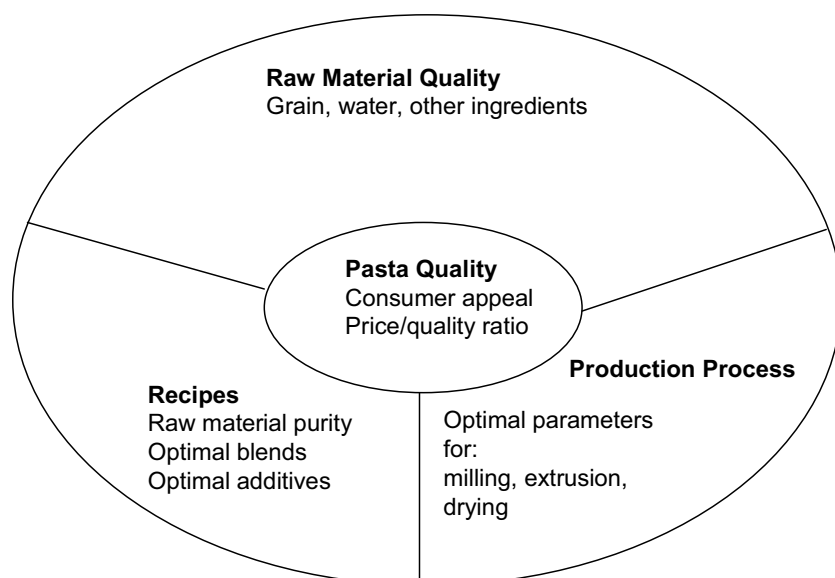 Raw Material Quality
Grain, water, other ingredients
Pasta Quality
Consumer appeal
Price/quality ratio
Recipes
Raw material purity
Optimal blends
Optimal additives
Production Process
Optimal parameters
for:
milling, extrusion,
drying